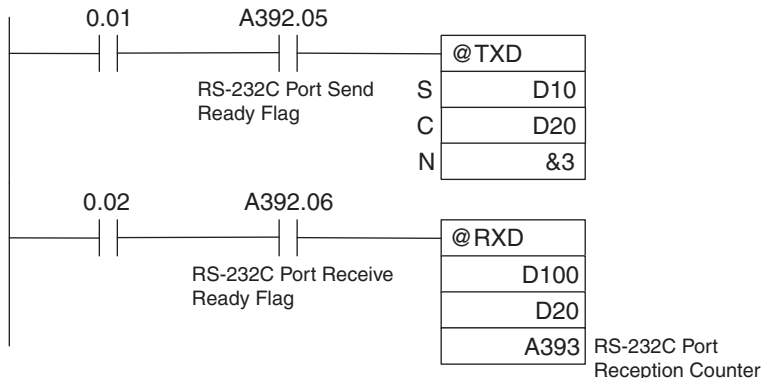 0.01 A392.05
@TXD
RS-232C Port Send
Ready Flag
S D10
C D20
N &3
0.02 A392.06
@RXD
RS-232C Port Receive
Ready Flag
D100
D20
A393 RS-232C Port
Reception Counter